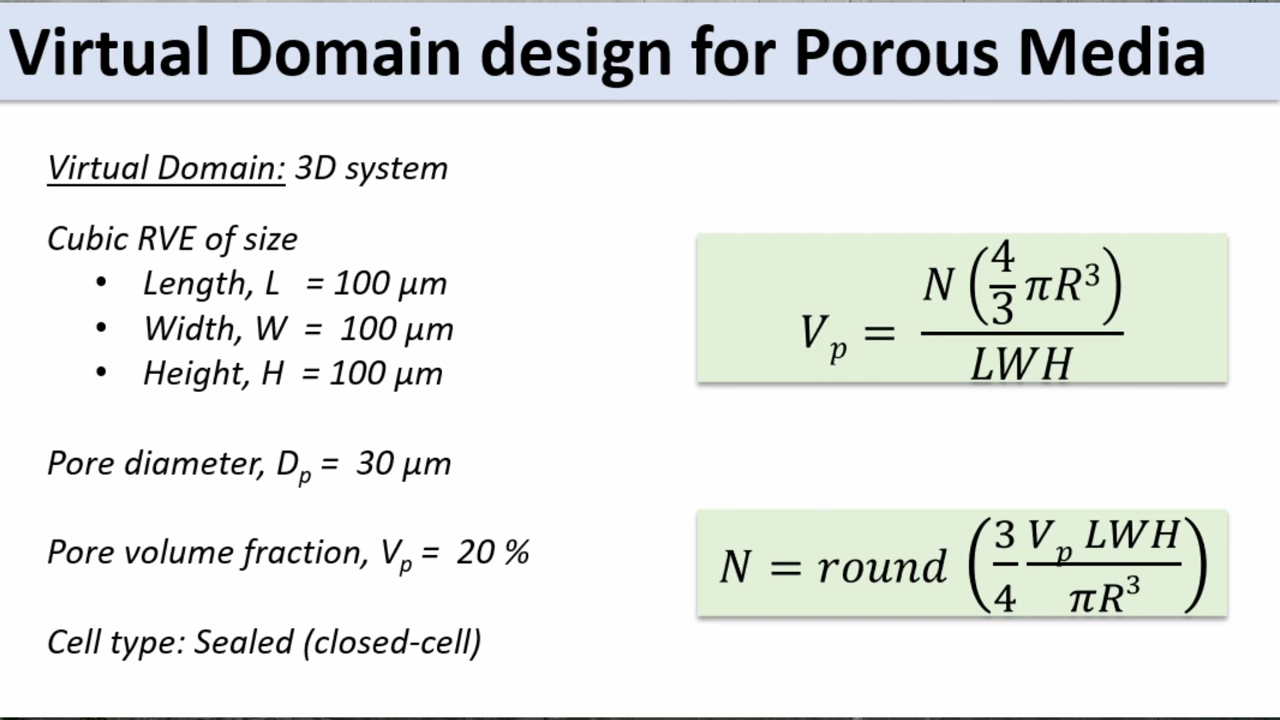 Virtual Domain design for Porous Media
Virtual Domain: 3D system
Cubic RVE of size
• Length, L = 100 µm
• Width, W = 100 µm
• Height, H = 100 µm
Pore diameter, Dₚ = 30 µm
Pore volume fraction, Vₚ = 20 %
Cell type: Sealed (closed-cell)
Vₚ = N(4/3 πR³) / LWH
N = round (3/4 Vₚ LWH / πR³)